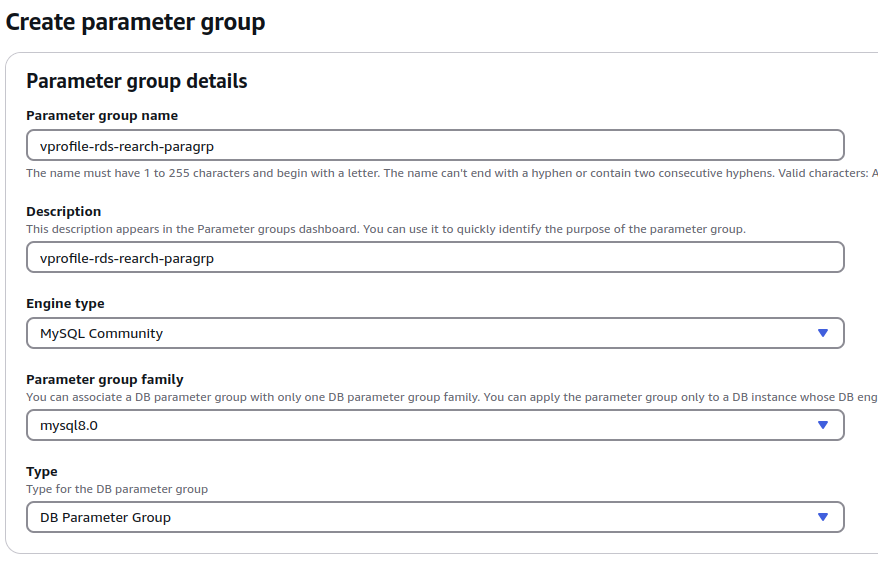 Create parameter group
Parameter group details
Parameter group name
vprofile-rds-rearch-paragrp
The name must have 1 to 255 characters and begin with a letter. The name can't end with a hyphen or contain two consecutive hyphens. Valid characters: A
Description
This description appears in the Parameter groups dashboard. You can use it to quickly identify the purpose of the parameter group.
vprofile-rds-rearch-paragrp
Engine type
MySQL Community
Parameter group family
You can associate a DB parameter group with only one DB parameter group family. You can apply the parameter group only to a DB instance whose DB eng
mysql8.0
Type
Type for the DB parameter group
DB Parameter Group